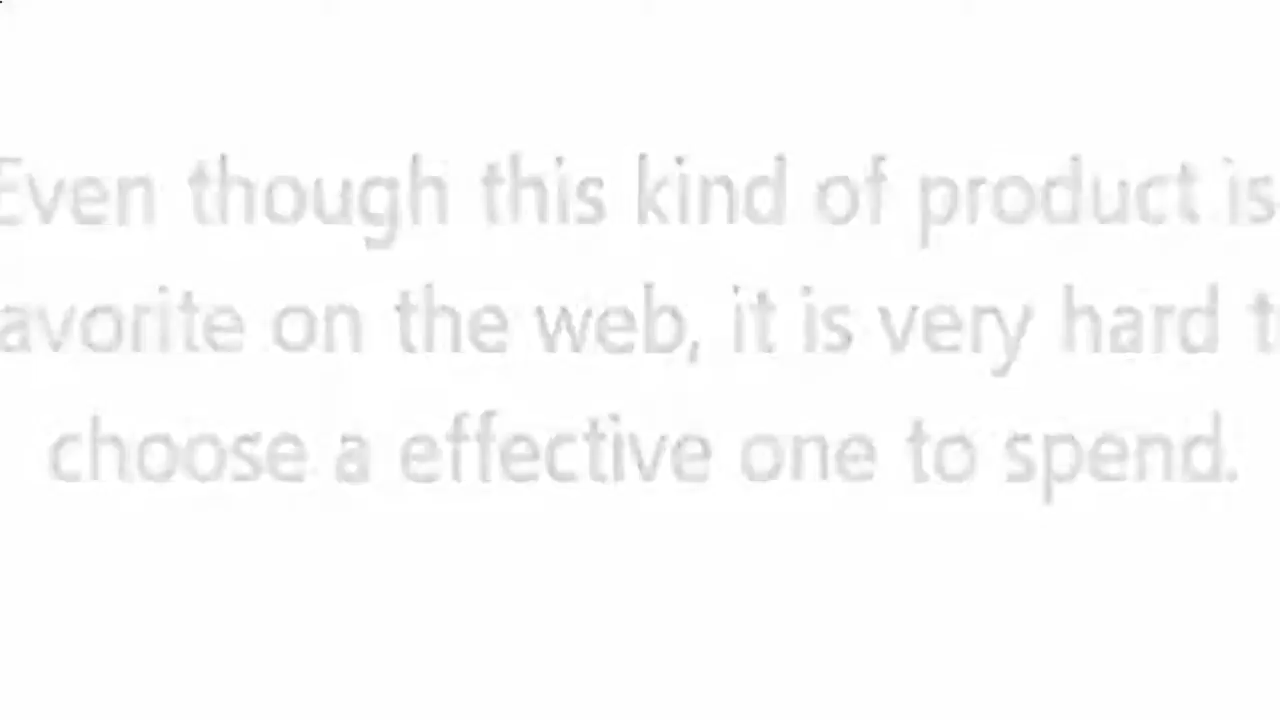 Even though this kind of product is
avorite on the web, it is very hard t
choose a effective one to spend.